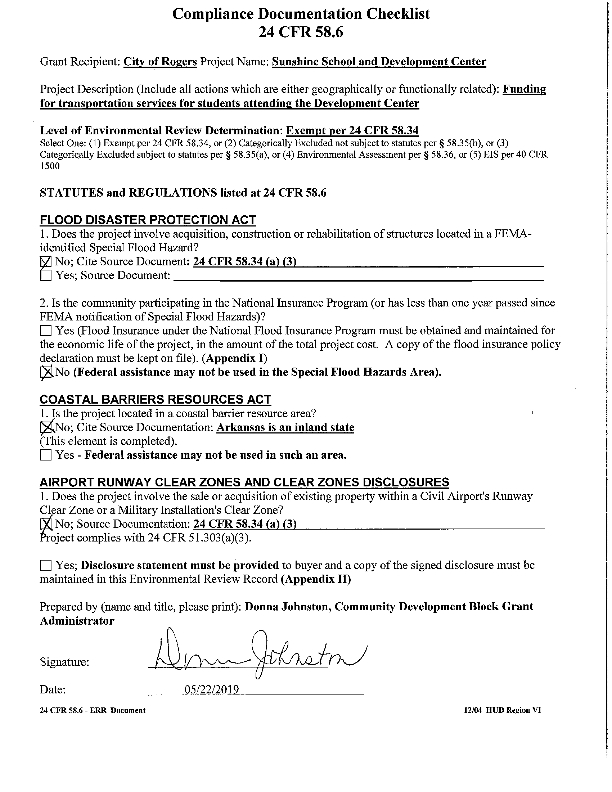 Compliance Documentation Checklist
24 CFR 58.6
Grant Recipient: City of Rogers Project Name: Sunshine School and Development Center
Project Description (Include all actions which are either geographically or functionally related): Funding
for transportation services for students attending the Development Center
Level of Environmental Review Determination: Exempt per 24 CFR 58.34
Select One: (1) Exempt per 24 CFR 58.34, or (2) Categorically Excluded not subject to statutes per § 58.35(b), or (3)
Categorically Excluded subject to statutes per § 58.35(a), or (4) Environmental Assessment per § 58.36, or (5) EIS per 40 CFR
1500
STATUTES and REGULATIONS listed at 24 CFR 58.6
FLOOD DISASTER PROTECTION ACT
1. Does the project involve acquisition, construction or rehabilitation of structures located in a FEMA-
identified Special Flood Hazard?
☒ No; Cite Source Document: 24 CFR 58.34 (a) (3)
☐ Yes; Source Document:
2. Is the community participating in the National Insurance Program (or has less than one year passed since
FEMA notification of Special Flood Hazards)?
☐ Yes (Flood Insurance under the National Flood Insurance Program must be obtained and maintained for
the economic life of the project, in the amount of the total project cost. A copy of the flood insurance policy
declaration must be kept on file). (Appendix I)
☒ No (Federal assistance may not be used in the Special Flood Hazards Area).
COASTAL BARRIERS RESOURCES ACT
1. Is the project located in a coastal barrier resource area?
☒ No; Cite Source Documentation: Arkansas is an inland state
(This element is completed).
☐ Yes - Federal assistance may not be used in such an area.
AIRPORT RUNWAY CLEAR ZONES AND CLEAR ZONES DISCLOSURES
1. Does the project involve the sale or acquisition of existing property within a Civil Airport's Runway
Clear Zone or a Military Installation's Clear Zone?
☒ No; Source Documentation: 24 CFR 58.34 (a) (3)
Project complies with 24 CFR 51.303(a)(3).
☐ Yes; Disclosure statement must be provided to buyer and a copy of the signed disclosure must be
maintained in this Environmental Review Record (Appendix II)
Prepared by (name and title, please print): Donna Johnston, Community Development Block Grant
Administrator
Signature: Donna Johnston
Date: 05/22/2019
24 CFR 58.6 - ERR Document 12/04 HUD Region VI